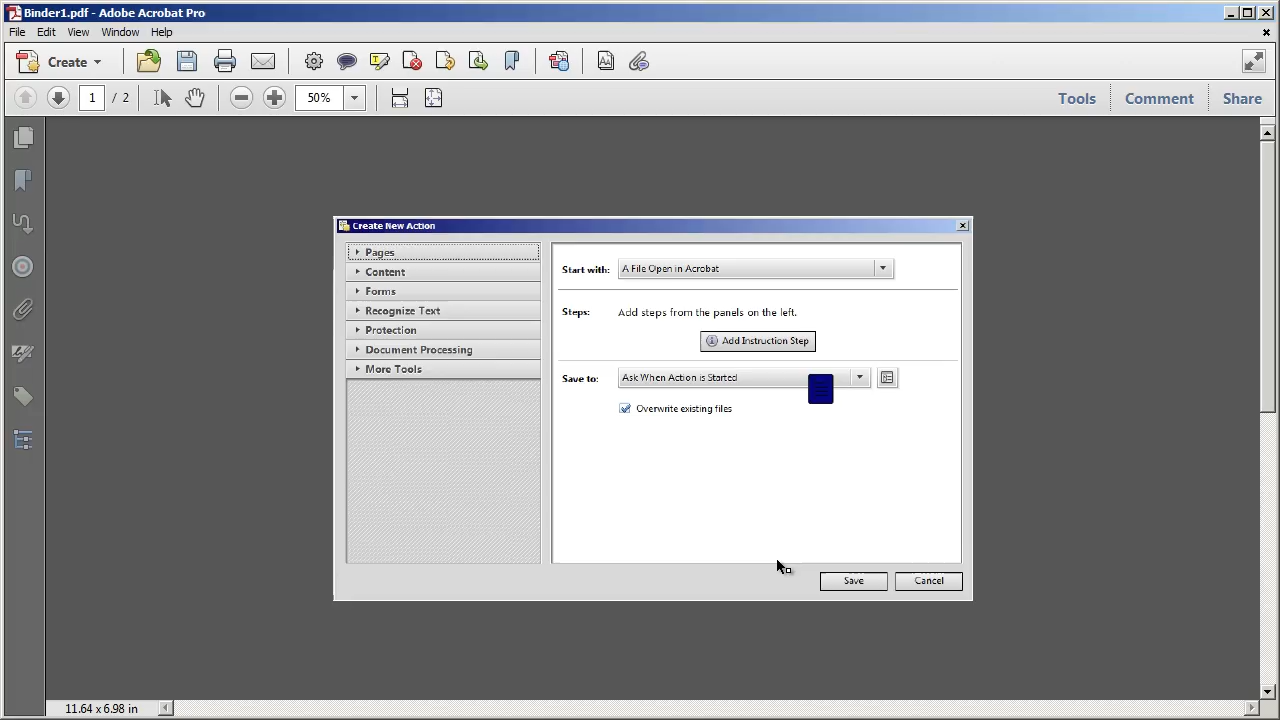 Binder1.pdf - Adobe Acrobat Pro
File Edit View Window Help
Create
1 / 2 50% Tools Comment Share
Create New Action
Pages
Content
Forms
Recognize Text
Protection
Document Processing
More Tools
Start with: A File Open in Acrobat
Steps: Add steps from the panels on the left.
Add Instruction Step
Save to: Ask When Action is Started
Overwrite existing files
Save Cancel
11.64 x 6.98 in